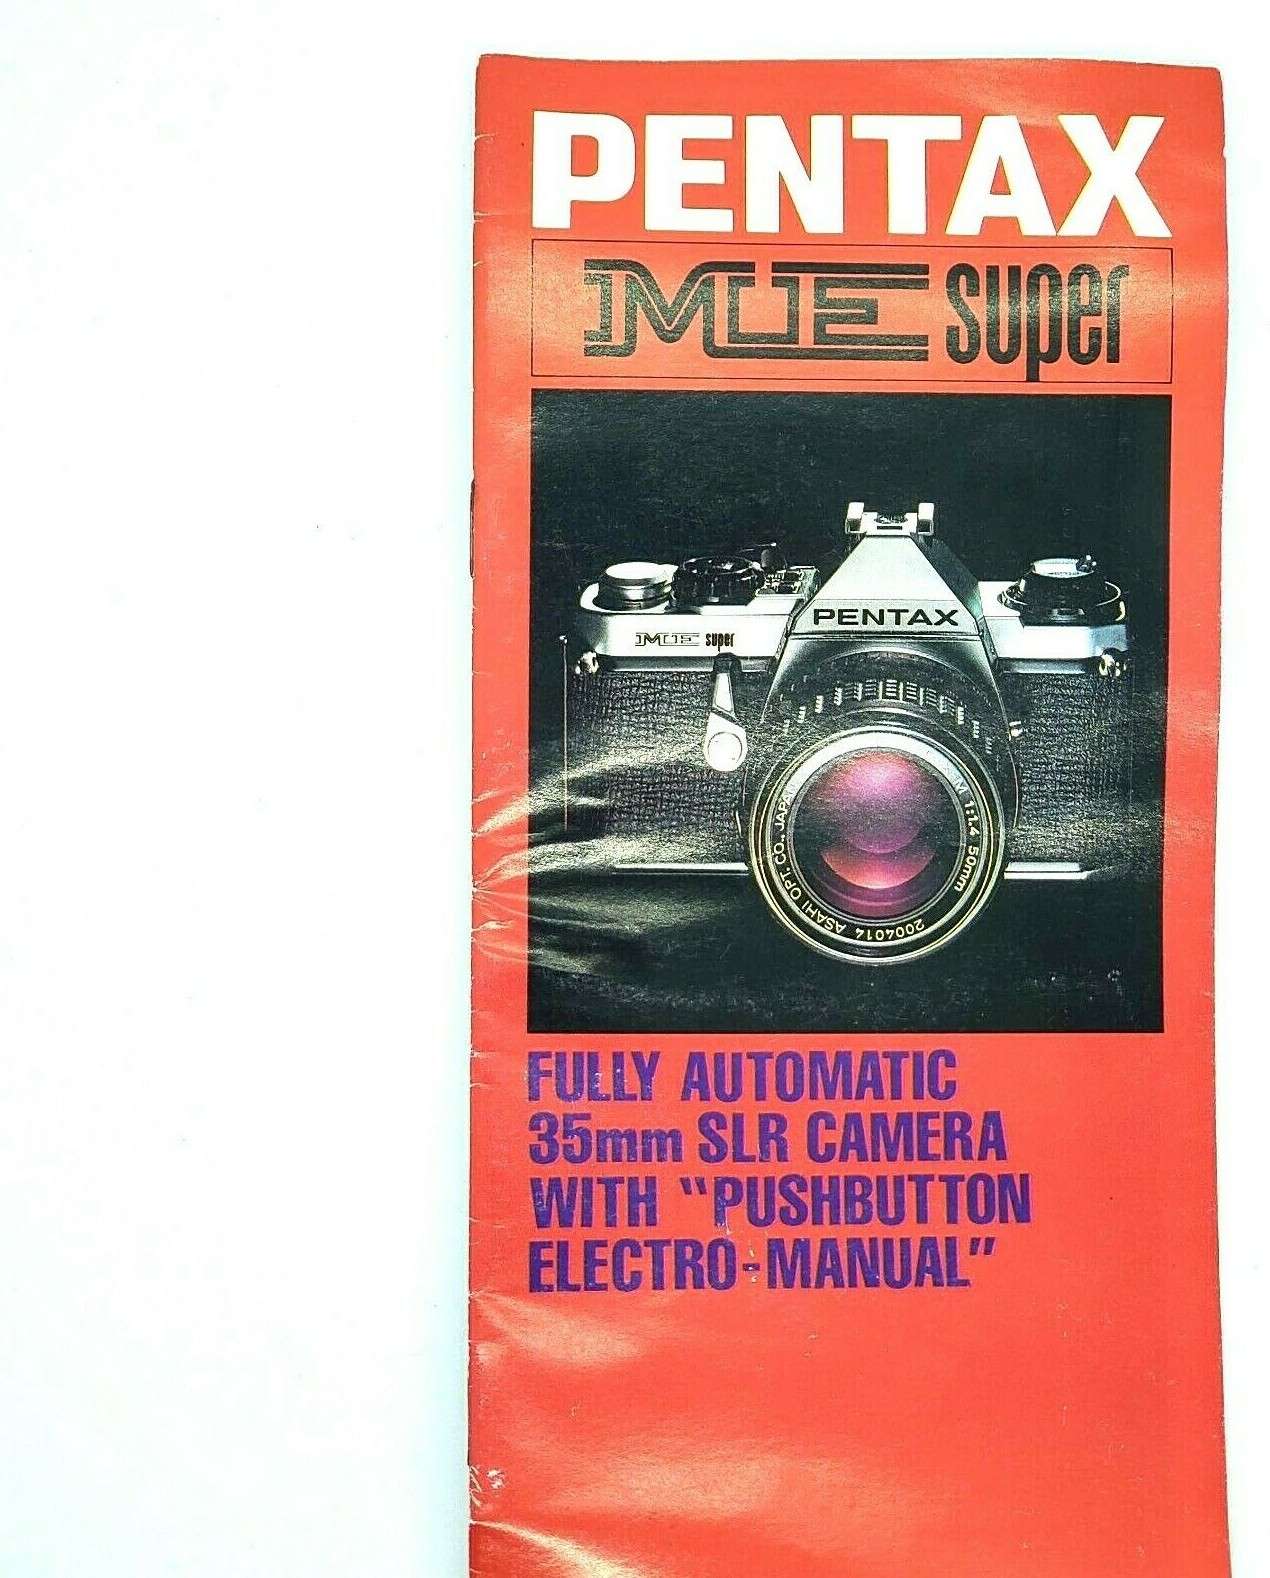 PENTAX
ME super
PENTAX
ME super
M 1:1.4 50mm
2004014 ASAHI OPT. CO., JAPAN
FULLY AUTOMATIC
35mm SLR CAMERA
WITH "PUSHBUTTON
ELECTRO-MANUAL"